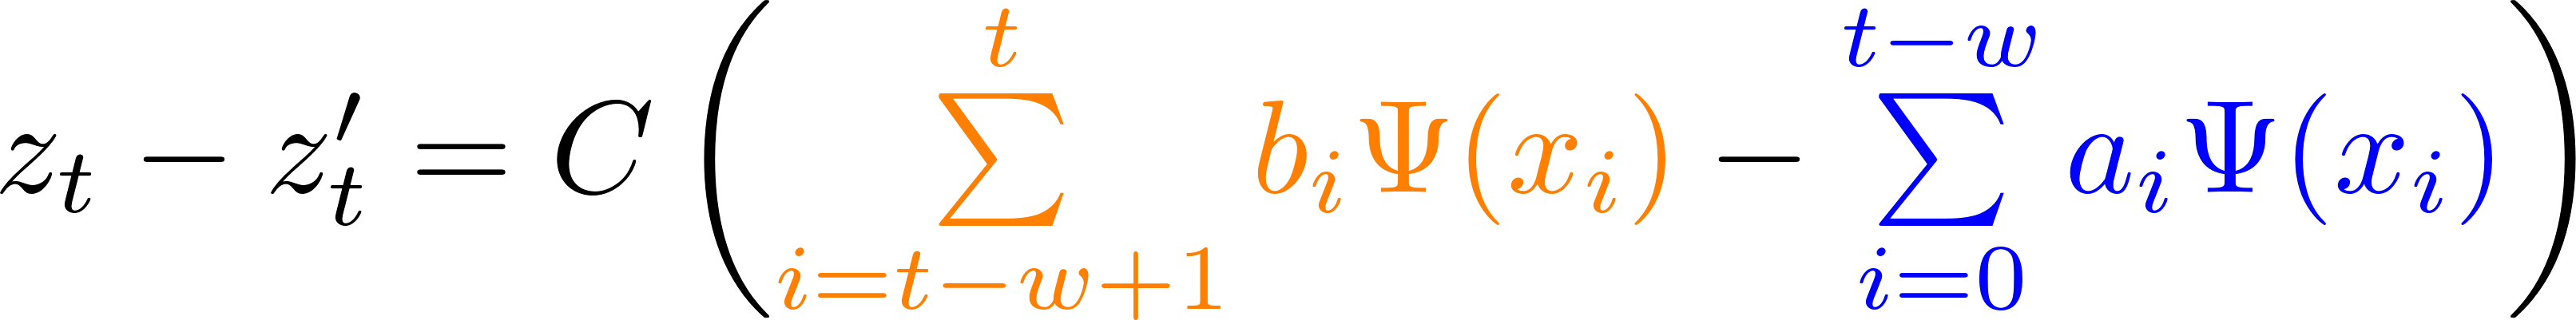 z_t - z'_t = C \left( \sum_{i=t-w+1}^{t} b_i \Psi(x_i) - \sum_{i=0}^{t-w} a_i \Psi(x_i) \right)